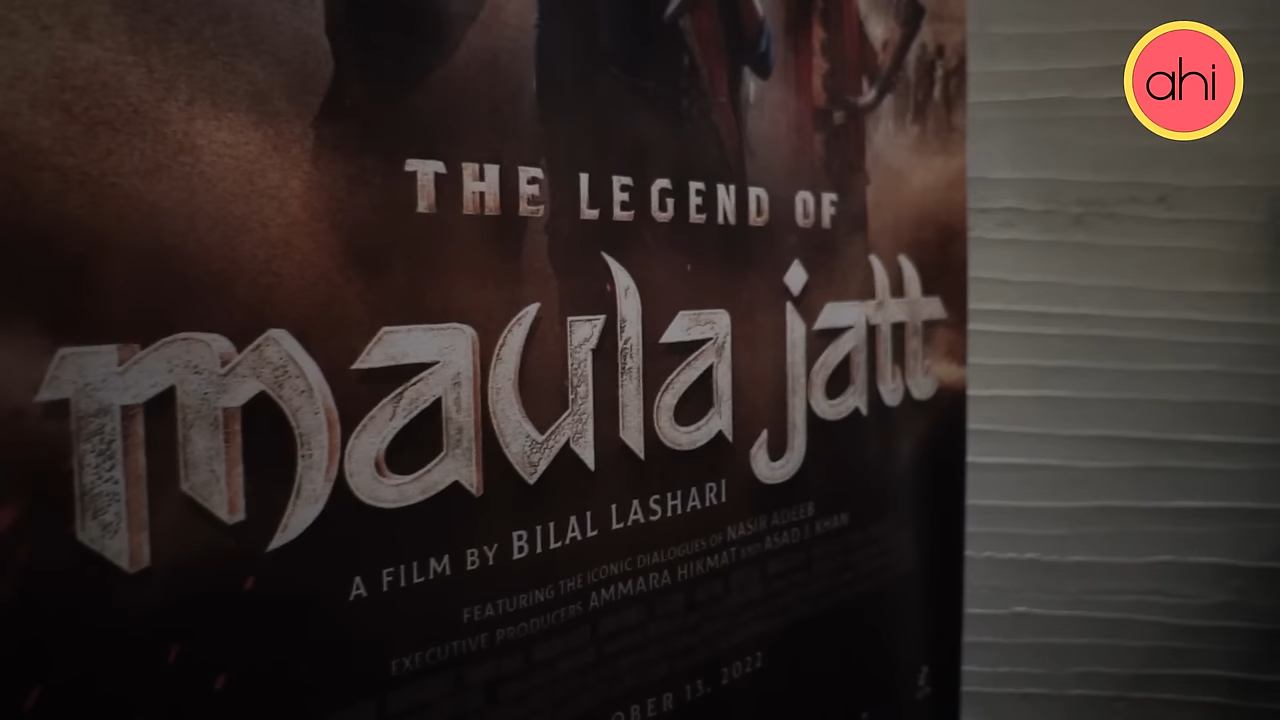 ahi
THE LEGEND OF
maula jatt
A FILM BY BILAL LASHARI
FEATURING THE ICONIC DIALOGUES OF NASIR ADEEB
EXECUTIVE PRODUCERS AMMARA HIKMAT AND ASAD J. KHAN
OBER 13, 2022